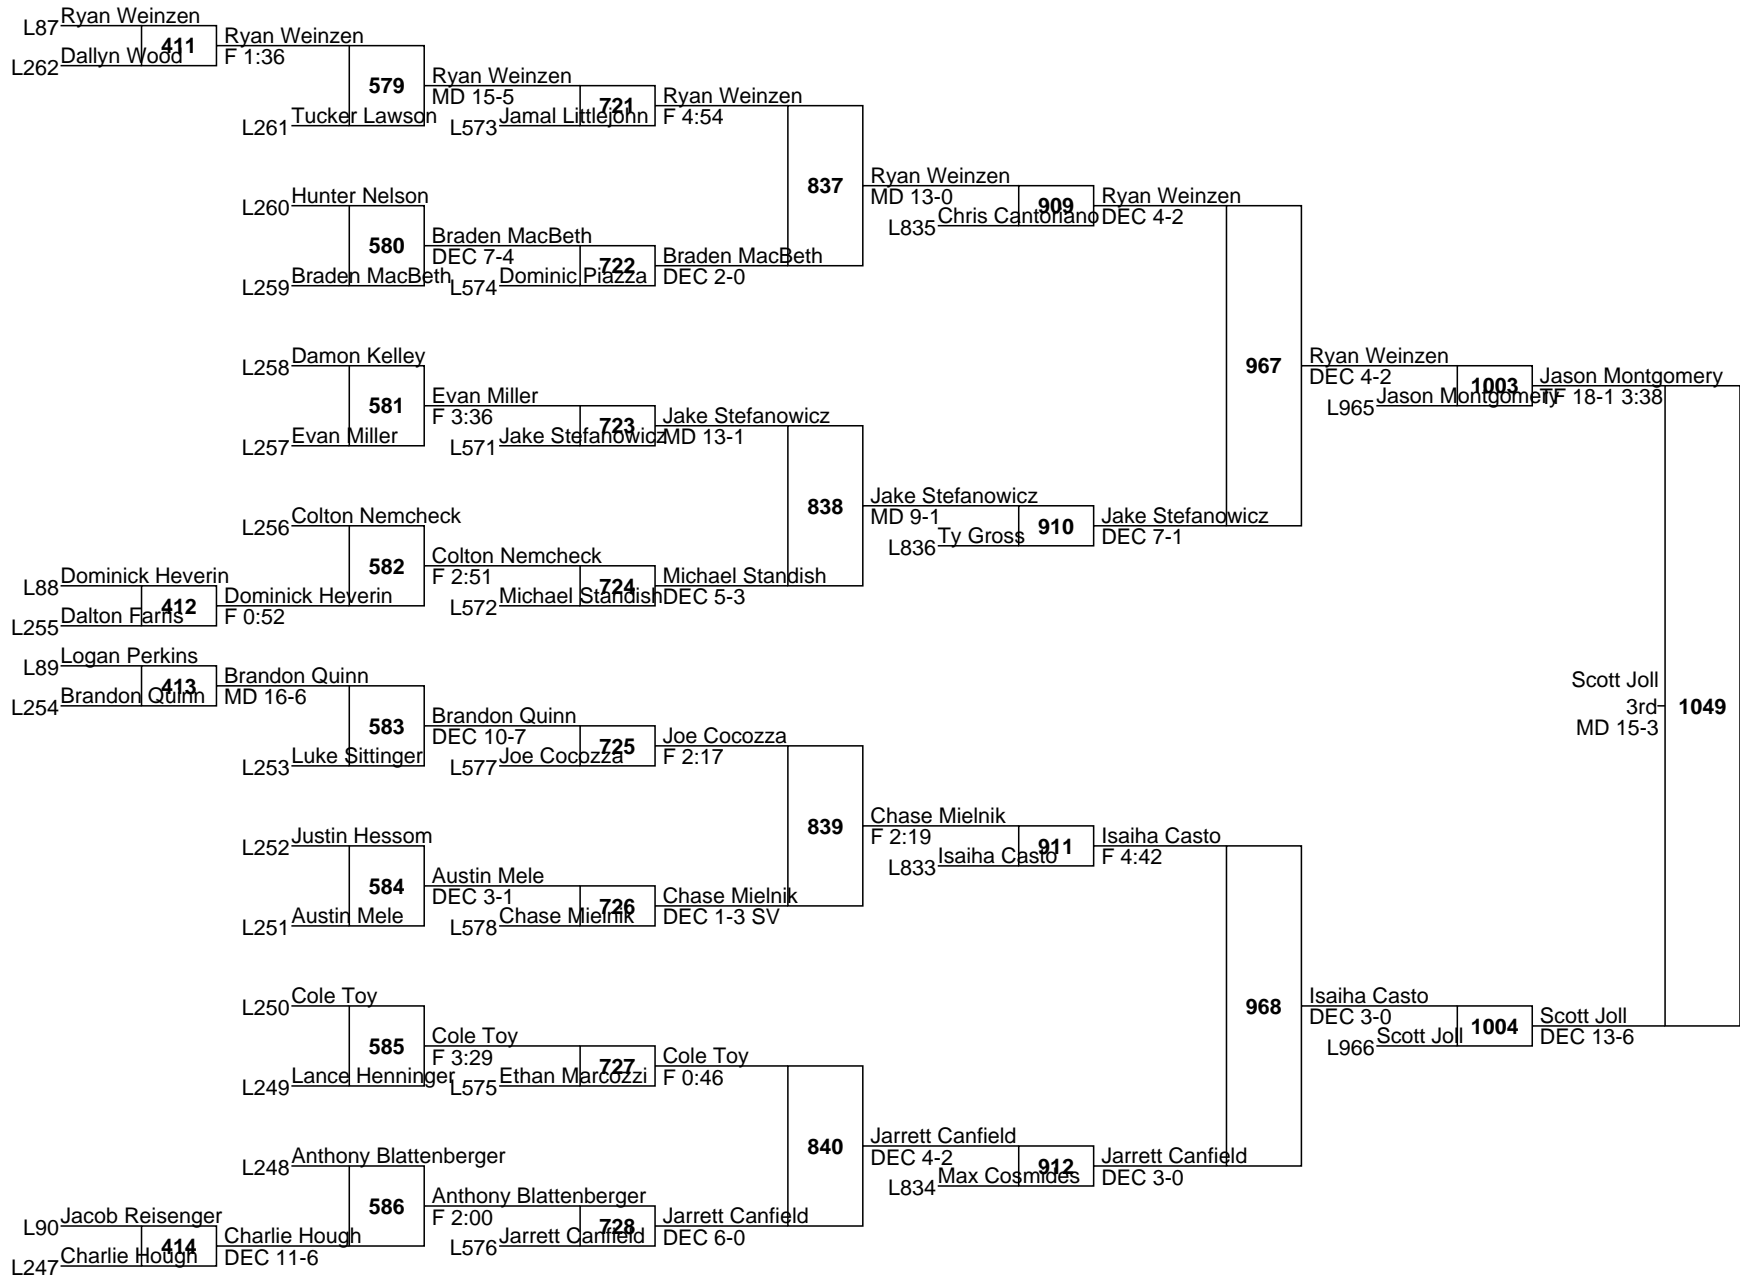 L87 Ryan Weinzen
411
L262 Dallyn Wood
Ryan Weinzen
F 1:36
579
L261 Tucker Lawson
Ryan Weinzen
MD 15-5
721
L573 Jamal Littlejohn
Ryan Weinzen
F 4:54
L260 Hunter Nelson
580
L259 Braden MacBeth
Braden MacBeth
DEC 7-4
722
L574 Dominic Piazza
Braden MacBeth
DEC 2-0
837
Ryan Weinzen
MD 13-0
909
L835 Chris Cantoriano
Ryan Weinzen
DEC 4-2
L258 Damon Kelley
581
L257 Evan Miller
Evan Miller
F 3:36
723
L571 Jake Stefanowicz
Jake Stefanowicz
MD 13-1
L256 Colton Nemcheck
582
L88 Dominick Heverin
412
L255 Dalton Farris
Dominick Heverin
F 0:52
Colton Nemcheck
F 2:51
724
L572 Michael Standish
Michael Standish
DEC 5-3
838
Jake Stefanowicz
MD 9-1
910
L836 Ty Gross
Jake Stefanowicz
DEC 7-1
967
Ryan Weinzen
DEC 4-2
1003
L965 Jason Montgomery
Jason Montgomery
TF 18-1 3:38
L89 Logan Perkins
413
L254 Brandon Quinn
Brandon Quinn
MD 16-6
583
L253 Luke Sittinger
Brandon Quinn
DEC 10-7
725
L577 Joe Cocozza
Joe Cocozza
F 2:17
L252 Justin Hessom
584
L251 Austin Mele
Austin Mele
DEC 3-1
726
L578 Chase Mielnik
Chase Mielnik
DEC 1-3 SV
839
Chase Mielnik
F 2:19
911
L833 Isaiha Casto
Isaiha Casto
F 4:42
L250 Cole Toy
585
L249 Lance Henninger
Cole Toy
F 3:29
727
L575 Ethan Marcozzi
Cole Toy
F 0:46
L248 Anthony Blattenberger
586
L90 Jacob Reisenger
414
L247 Charlie Hough
Charlie Hough
DEC 11-6
Anthony Blattenberger
F 2:00
728
L576 Jarrett Canfield
Jarrett Canfield
DEC 6-0
840
Jarrett Canfield
DEC 4-2
912
L834 Max Cosmides
Jarrett Canfield
DEC 3-0
968
Isaiha Casto
DEC 3-0
1004
L966 Scott Joll
Scott Joll
DEC 13-6
Scott Joll
3rd
MD 15-3
1049